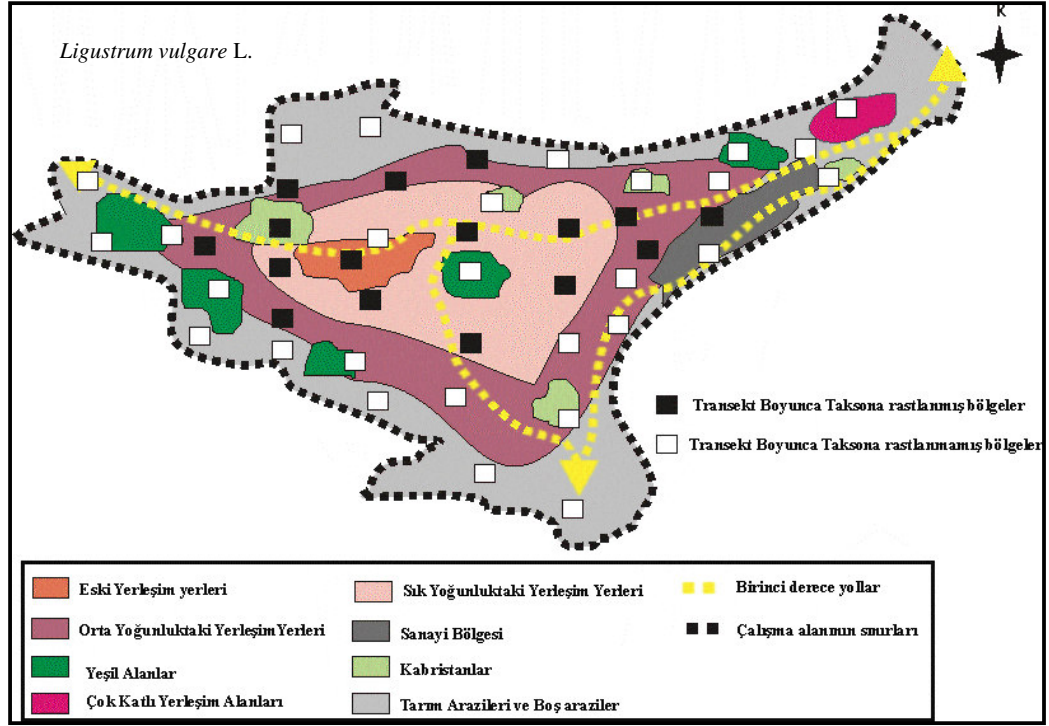 K
Ligustrum vulgare L.
Transekt Boyunca Taksona rastlanmış bölgeler
Transekt Boyunca Taksona rastlanmamış bölgeler
Eski Yerleşim yerleri
Sık Yoğunluktaki Yerleşim Yerleri
Birinci derece yollar
Orta Yoğunluktaki Yerleşim Yerleri
Sanayi Bölgesi
Çalışma alanının sınırları
Yeşil Alanlar
Kabristanlar
Çok Katlı Yerleşim Alanları
Tarım Arazileri ve Boş araziler